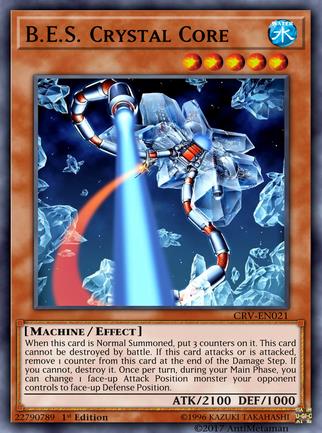 B.E.S. Crystal Core
WATER
水
CRV-EN021
[Machine / Effect]
When this card is Normal Summoned, put 3 counters on it. This card
cannot be destroyed by battle. If this card attacks or is attacked,
remove 1 counter from this card at the end of the Damage Step. If
you cannot, destroy it. Once per turn, during your Main Phase, you
can change 1 face-up Attack Position monster your opponent
controls to face-up Defense Position.
ATK/2100 DEF/1000
22790789 1st Edition ©1996 KAZUKI TAKAHASHI
©2017 AntiMetaman